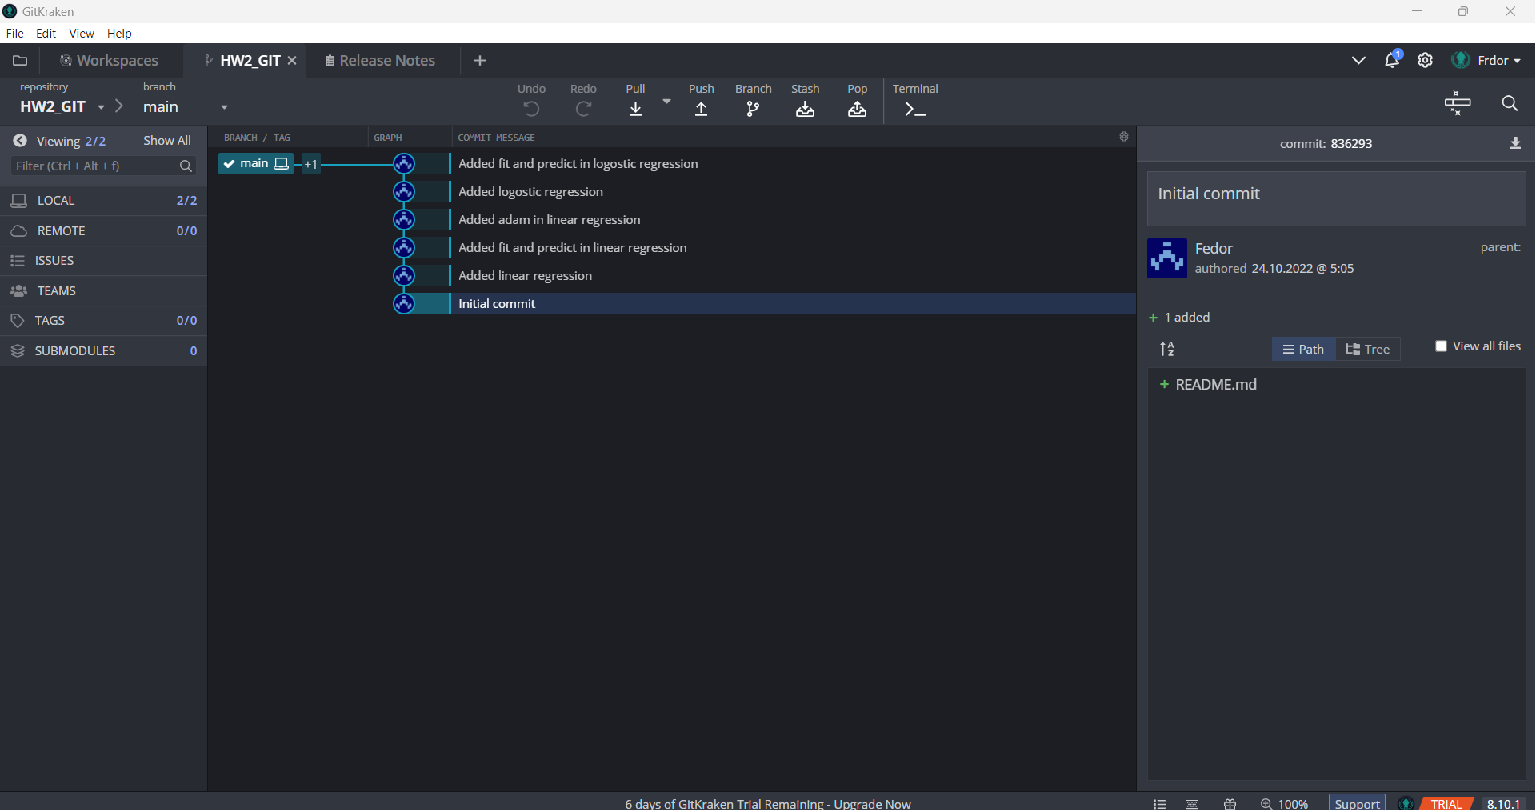 GitKraken
File Edit View Help
Workspaces HW2_GIT Release Notes Frdor
1
repository branch
HW2_GIT main
Undo Redo Pull Push Branch Stash Pop Terminal
Viewing 2/2 Show All
Filter (Ctrl + Alt + f)
LOCAL 2/2
REMOTE 0/0
ISSUES
TEAMS
TAGS 0/0
SUBMODULES 0
BRANCH / TAG GRAPH COMMIT MESSAGE
main +1 Added fit and predict in logostic regression
Added logostic regression
Added adam in linear regression
Added fit and predict in linear regression
Added linear regression
Initial commit
commit: 836293
Initial commit
Fedor parent:
authored 24.10.2022 @ 5:05
+ 1 added
Path Tree View all files
+ README.md
6 days of GitKraken Trial Remaining - Upgrade Now 100% Support TRIAL 8.10.1